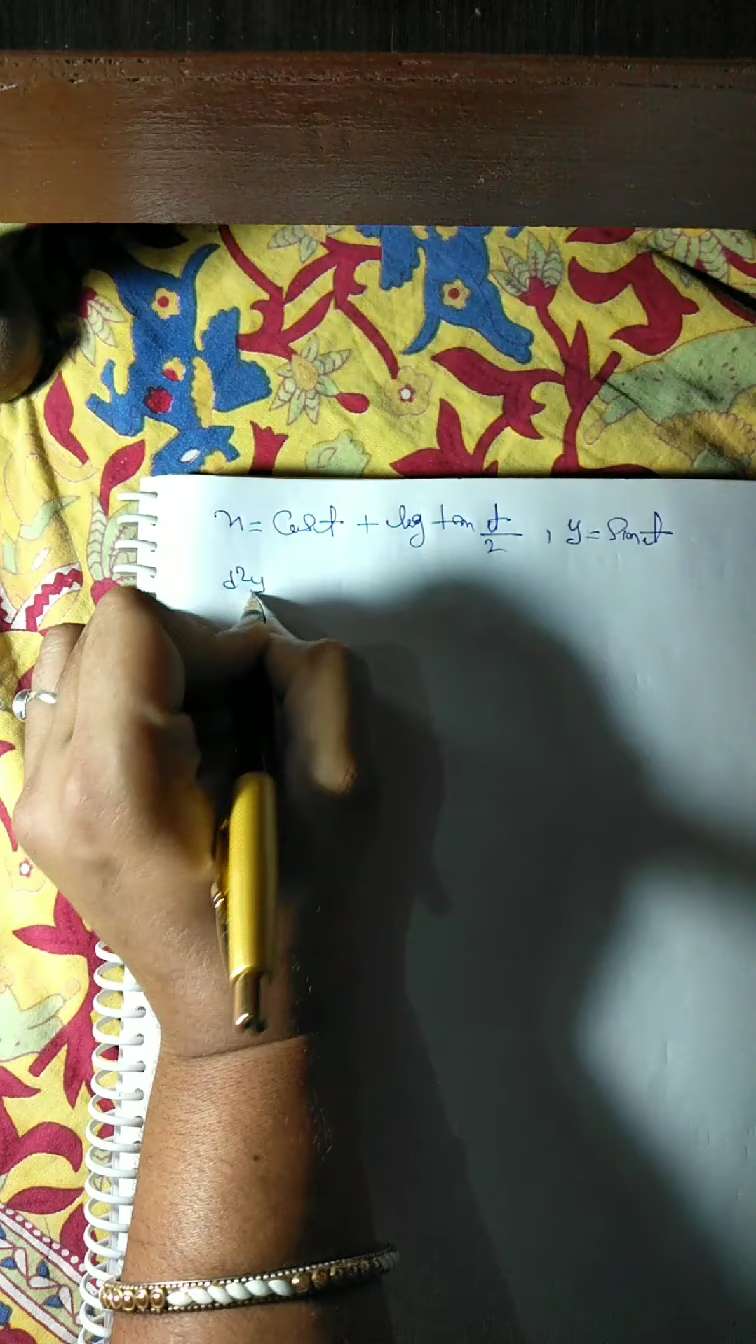 x = Cos t + log tan t/2 , y = Sin t
d²y